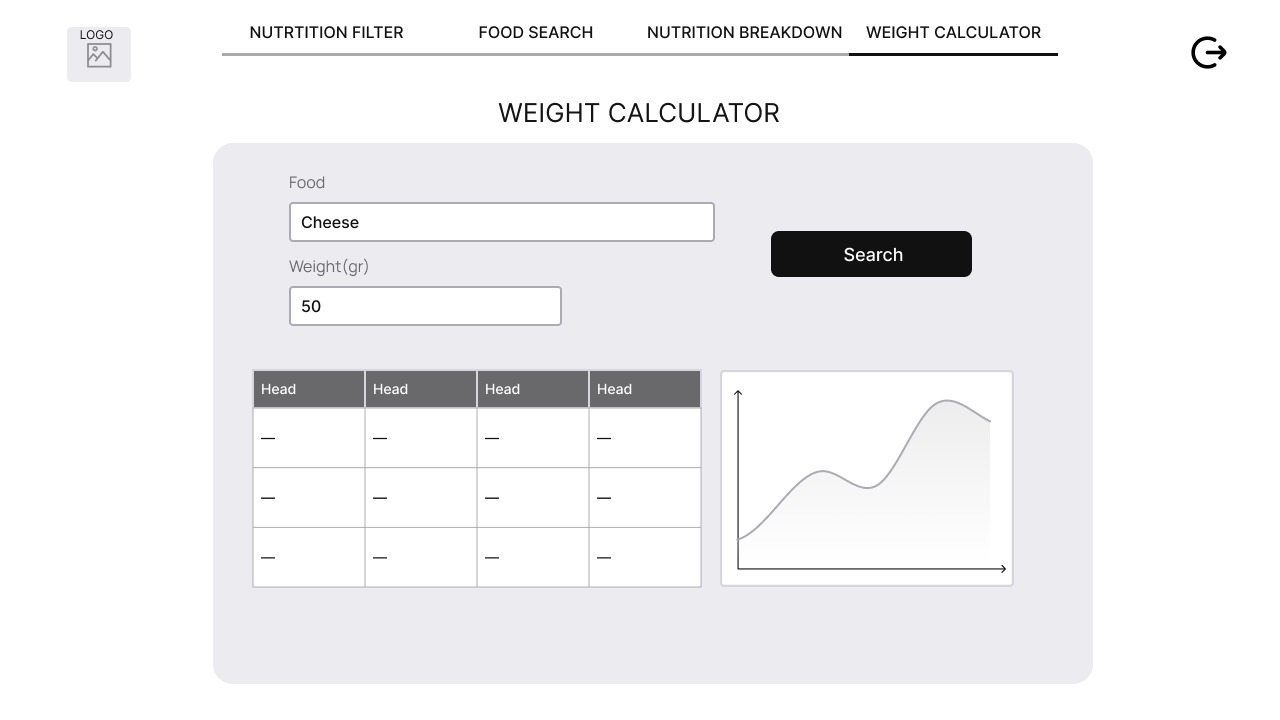 LOGO
NUTRTITION FILTER
FOOD SEARCH
NUTRITION BREAKDOWN
WEIGHT CALCULATOR
WEIGHT CALCULATOR
Food
Cheese
Search
Weight(gr)
50
Head Head Head Head
— — — —
— — — —
— — — —